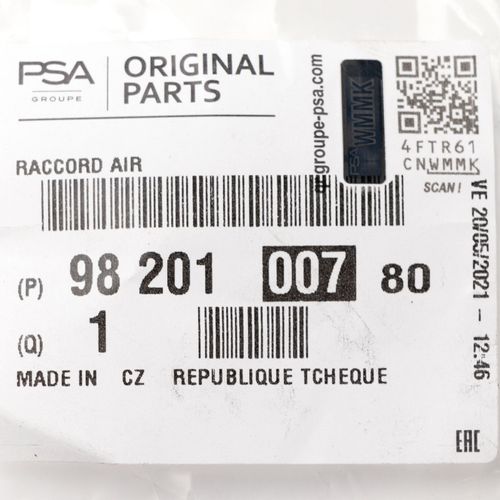 PSA
GROUPE
ORIGINAL
PARTS
groupe-psa.com
PSA
WMMK
4FTR61
CNWMMK
SCAN!
RACCORD AIR
(P) 98 201 007 80
(Q) 1
MADE IN CZ REPUBLIQUE TCHEQUE
VE 20/05/2021 - 12:46
EAC